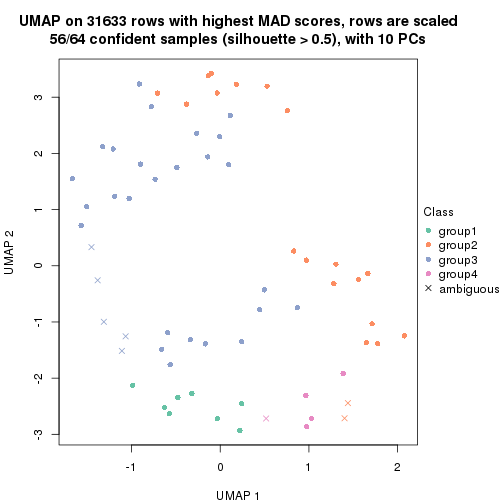 UMAP on 31633 rows with highest MAD scores, rows are scaled
56/64 confident samples (silhouette > 0.5), with 10 PCs
3
2
1
0
-1
-2
-3
UMAP 2
-1
0
1
2
UMAP 1
Class
group1
group2
group3
group4
ambiguous